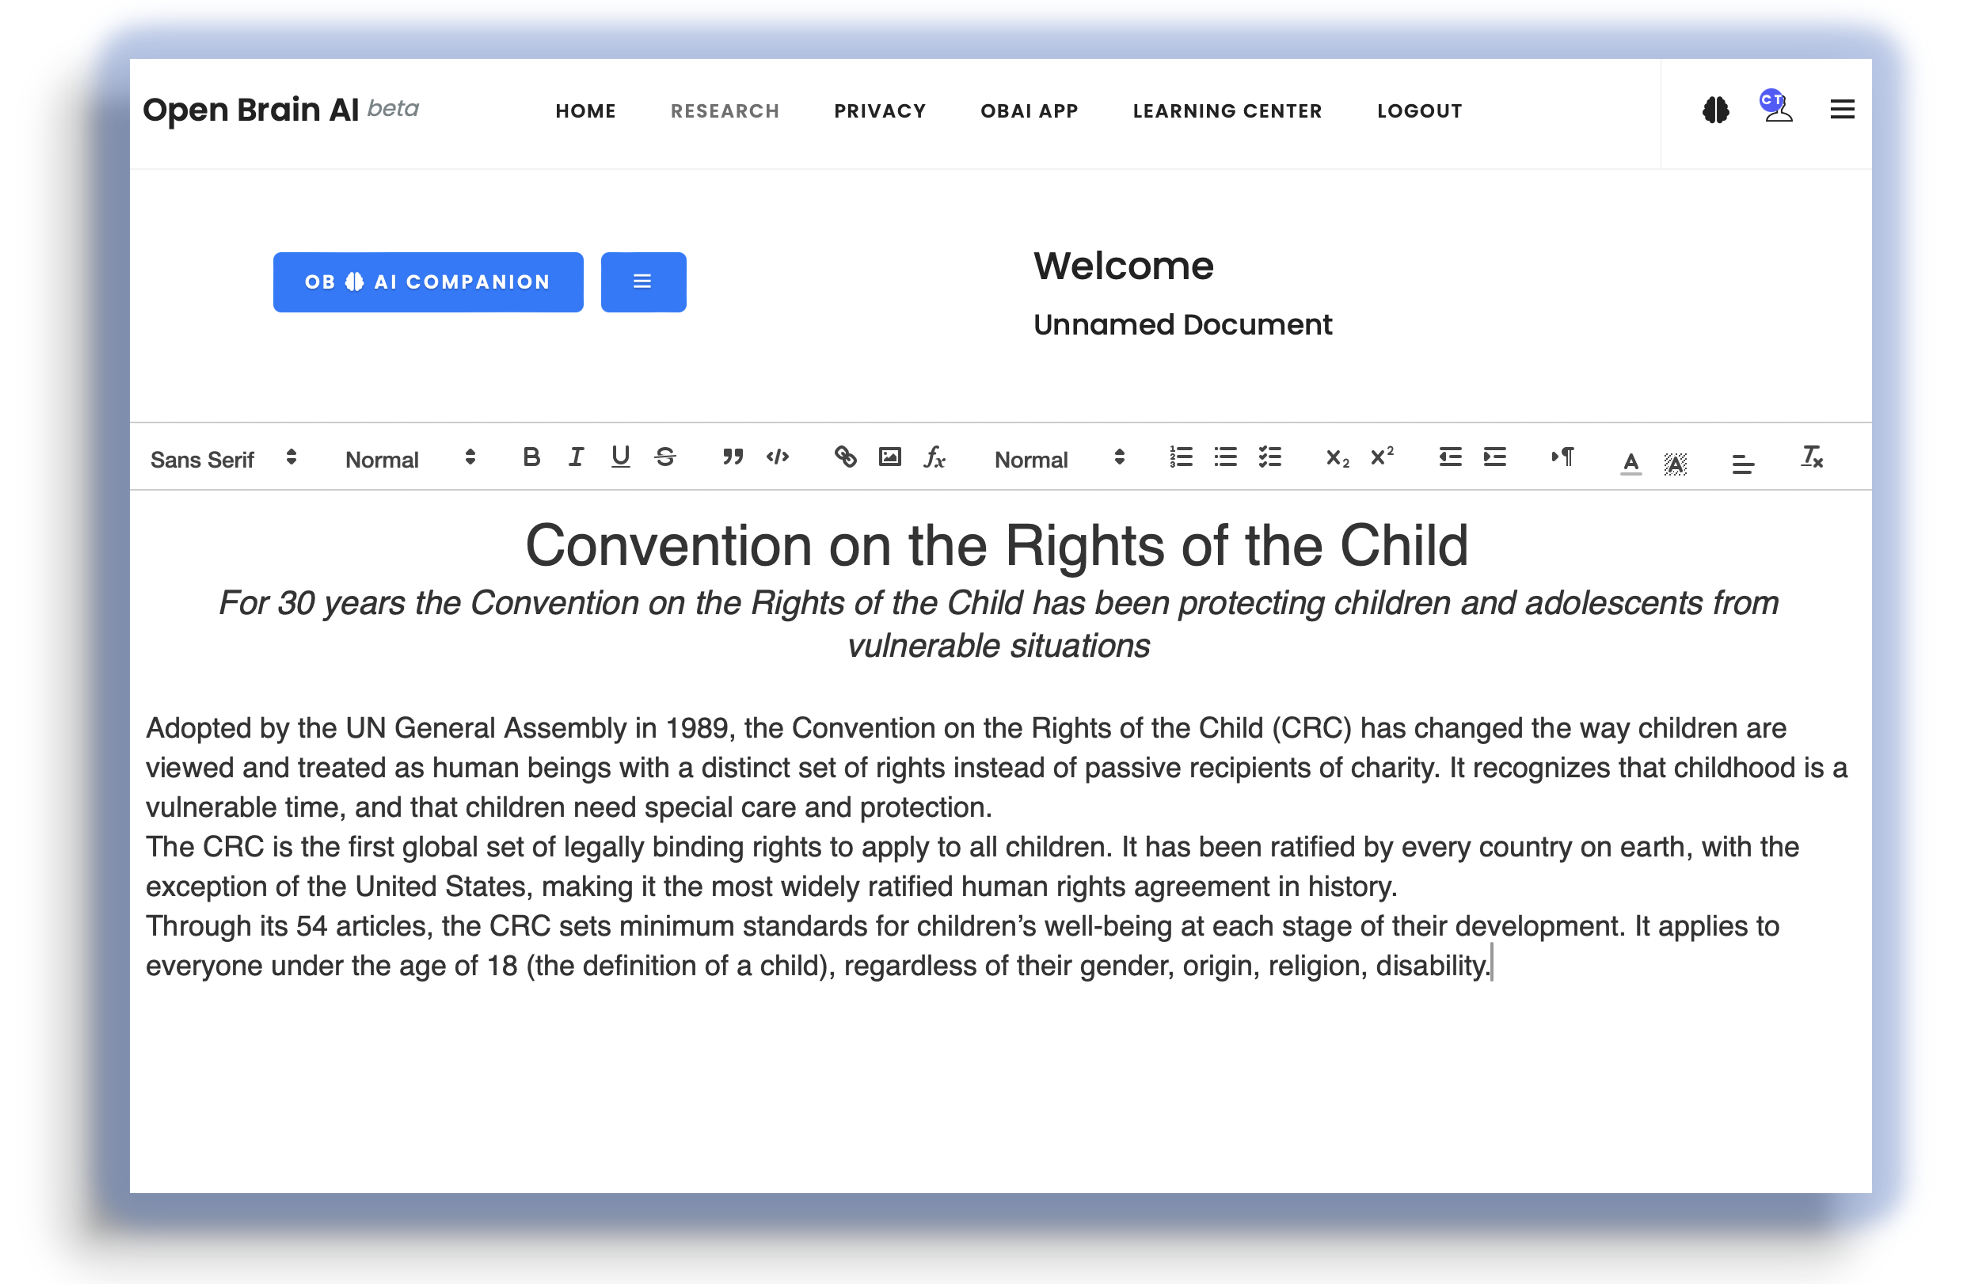 Open Brain AI beta
HOME RESEARCH PRIVACY OBAI APP LEARNING CENTER LOGOUT
CT
OB AI COMPANION
Welcome
Unnamed Document
Sans Serif Normal Normal
Convention on the Rights of the Child
For 30 years the Convention on the Rights of the Child has been protecting children and adolescents from
vulnerable situations
Adopted by the UN General Assembly in 1989, the Convention on the Rights of the Child (CRC) has changed the way children are
viewed and treated as human beings with a distinct set of rights instead of passive recipients of charity. It recognizes that childhood is a
vulnerable time, and that children need special care and protection.
The CRC is the first global set of legally binding rights to apply to all children. It has been ratified by every country on earth, with the
exception of the United States, making it the most widely ratified human rights agreement in history.
Through its 54 articles, the CRC sets minimum standards for children’s well-being at each stage of their development. It applies to
everyone under the age of 18 (the definition of a child), regardless of their gender, origin, religion, disability.